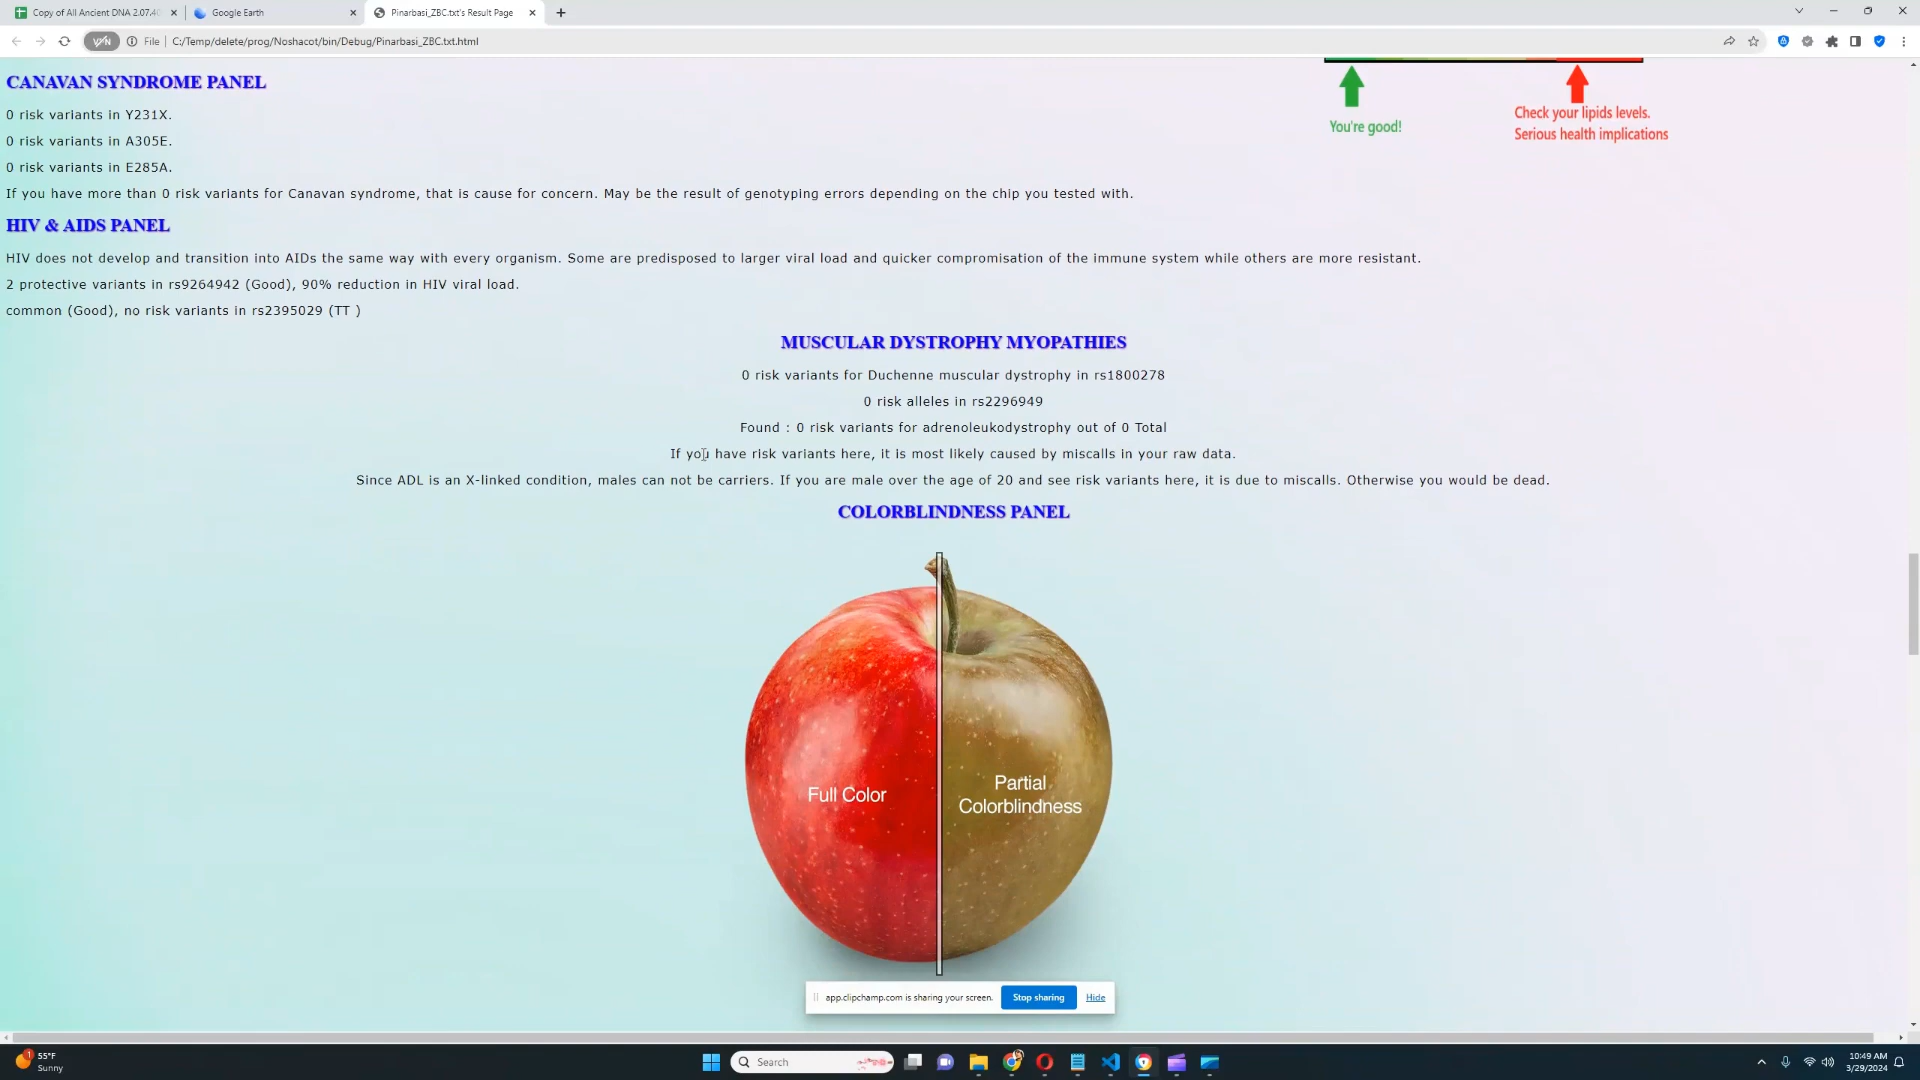 Copy of All Ancient DNA 2.07.40
Google Earth
Pinarbasi_ZBC.txt's Result Page
VPN
File
C:/Temp/delete/prog/Noshacot/bin/Debug/Pinarbasi_ZBC.txt.html
You're good!
Check your lipids levels.
Serious health implications
CANAVAN SYNDROME PANEL
0 risk variants in Y231X.
0 risk variants in A305E.
0 risk variants in E285A.
If you have more than 0 risk variants for Canavan syndrome, that is cause for concern. May be the result of genotyping errors depending on the chip you tested with.
HIV & AIDS PANEL
HIV does not develop and transition into AIDs the same way with every organism. Some are predisposed to larger viral load and quicker compromisation of the immune system while others are more resistant.
2 protective variants in rs9264942 (Good), 90% reduction in HIV viral load.
common (Good), no risk variants in rs2395029 (TT )
MUSCULAR DYSTROPHY MYOPATHIES
0 risk variants for Duchenne muscular dystrophy in rs1800278
0 risk alleles in rs2296949
Found : 0 risk variants for adrenoleukodystrophy out of 0 Total
If you have risk variants here, it is most likely caused by miscalls in your raw data.
Since ADL is an X-linked condition, males can not be carriers. If you are male over the age of 20 and see risk variants here, it is due to miscalls. Otherwise you would be dead.
COLORBLINDNESS PANEL
Full Color
Partial
Colorblindness
app.clipchamp.com is sharing your screen.
Stop sharing
Hide
1
55°F
Sunny
Search
10:49 AM
3/29/2024